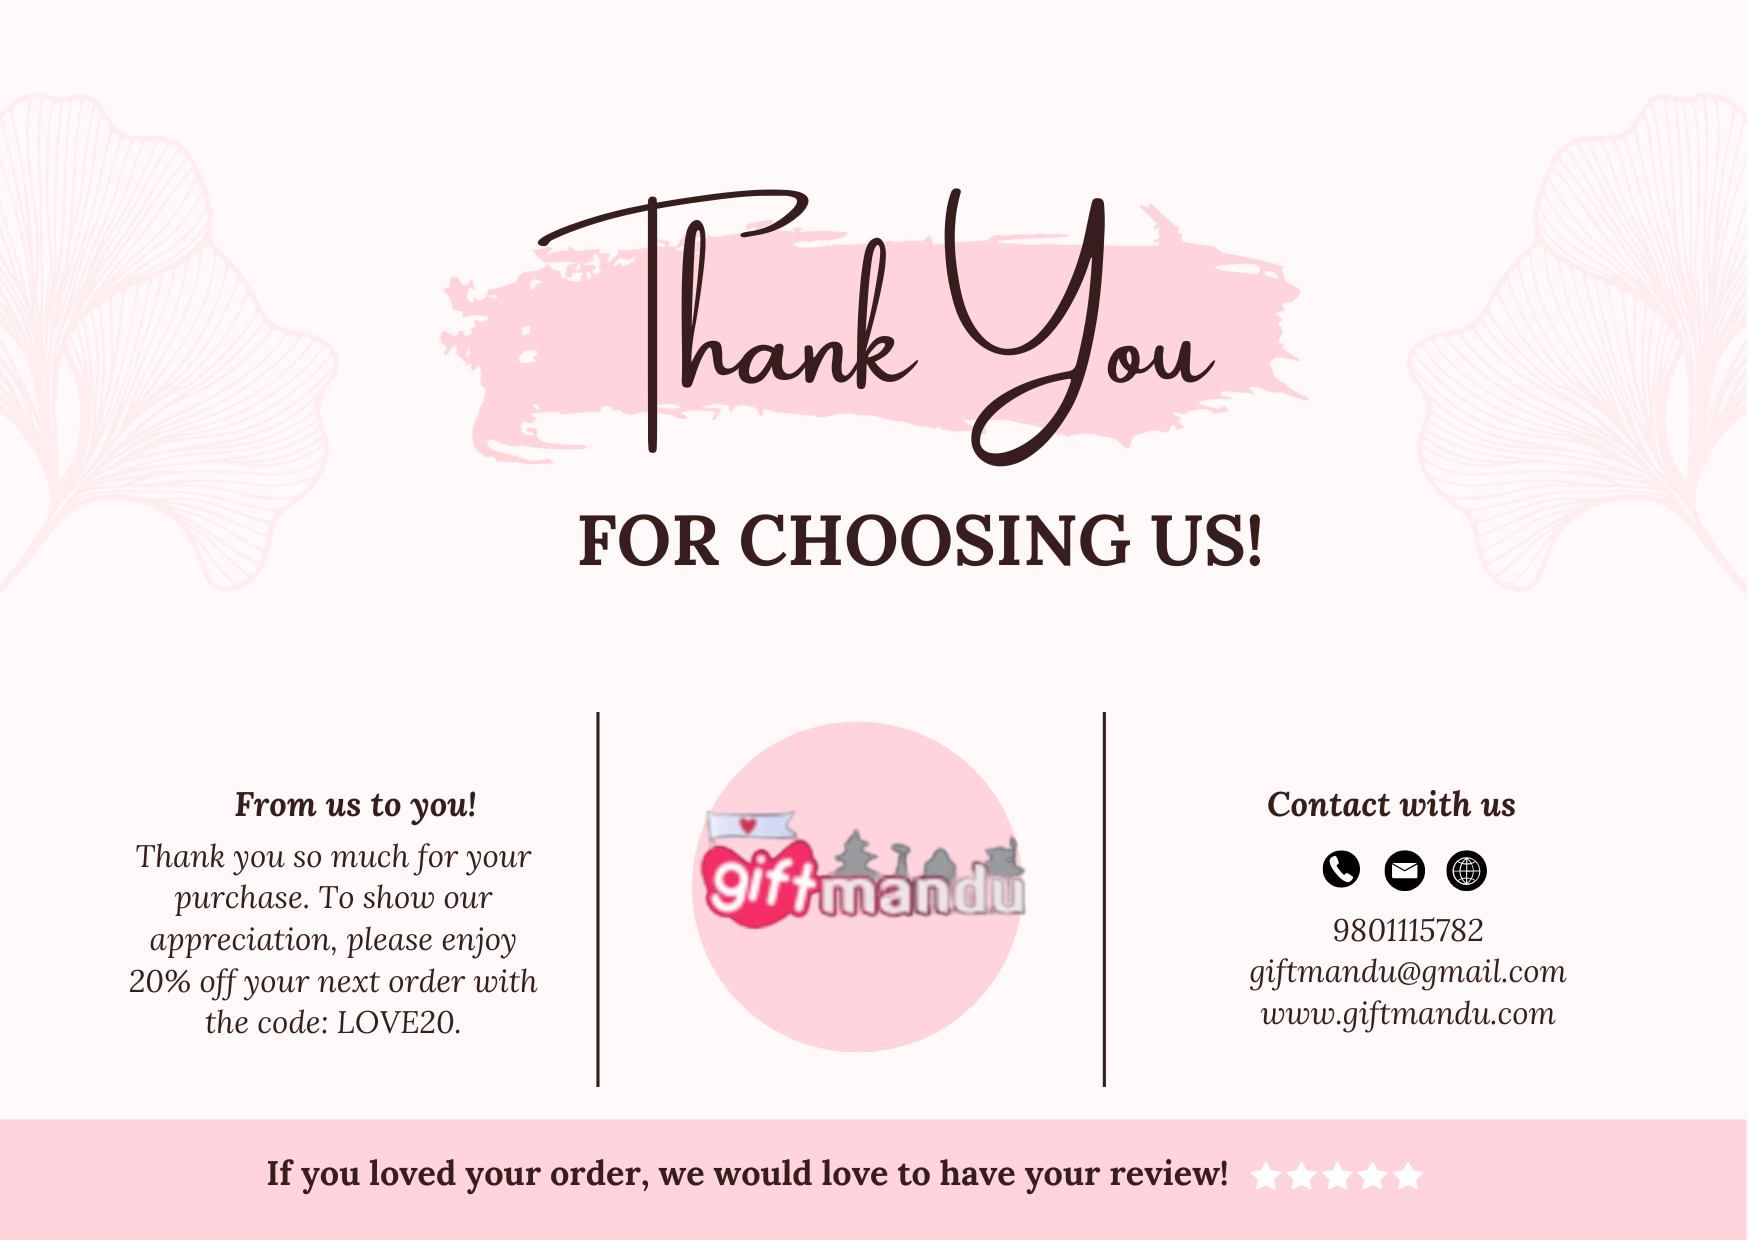 Thank You
FOR CHOOSING US!
From us to you!
Thank you so much for your
purchase. To show our
appreciation, please enjoy
20% off your next order with
the code: LOVE20.
giftmandu
Contact with us
9801115782
giftmandu@gmail.com
www.giftmandu.com
If you loved your order, we would love to have your review!